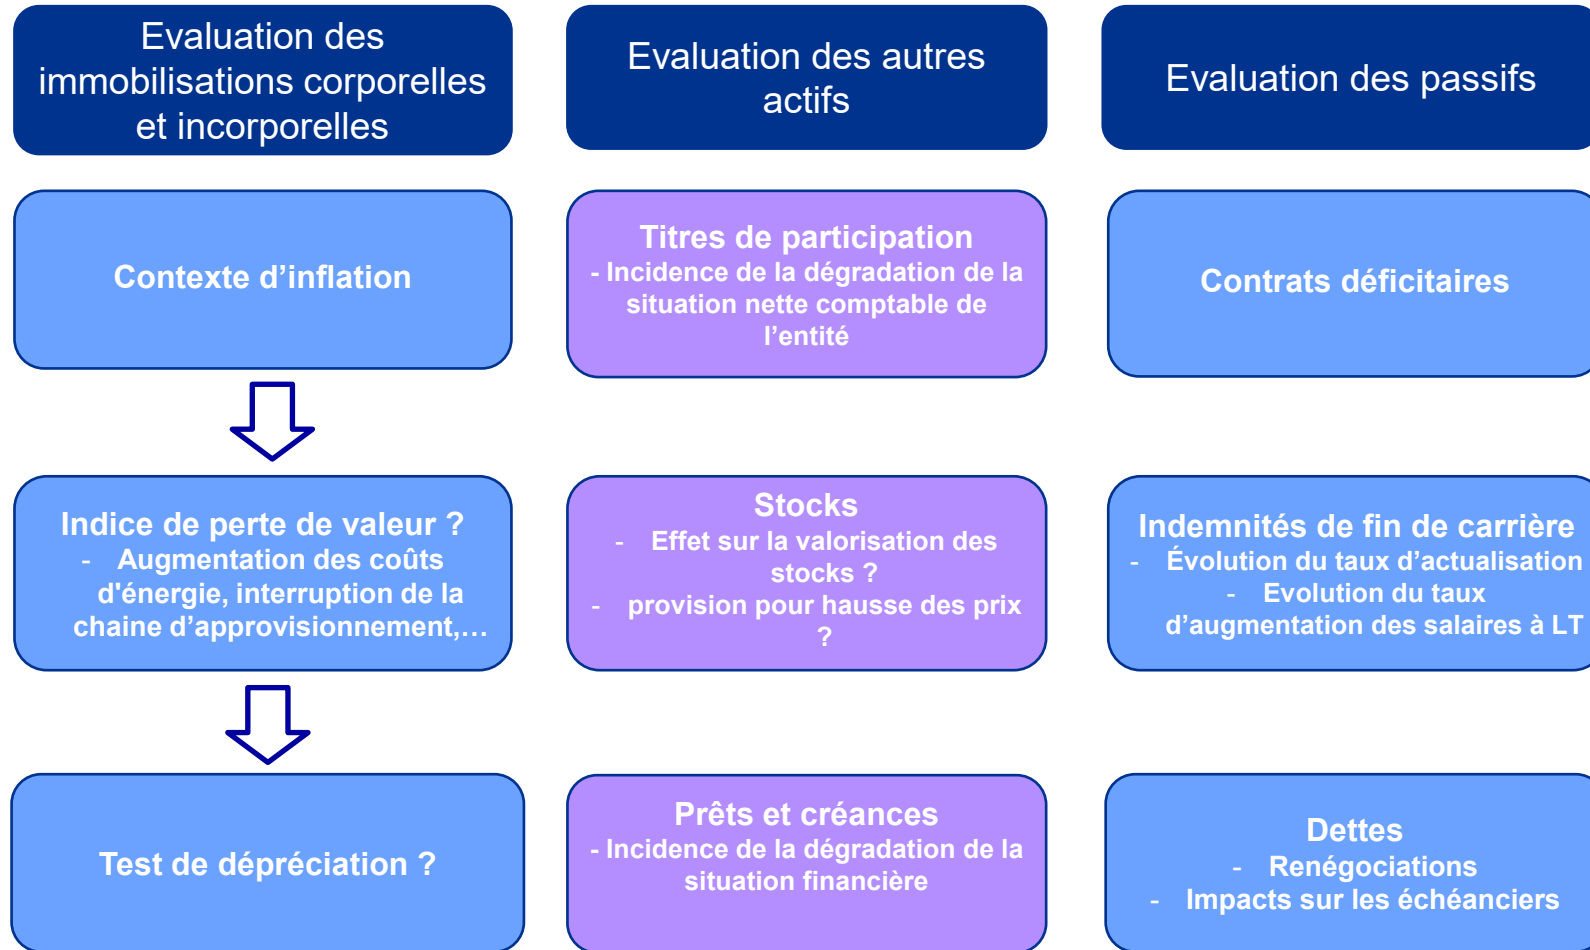 Evaluation des
immobilisations corporelles
et incorporelles
Evaluation des autres
actifs
Evaluation des passifs
Contexte d’inflation
Titres de participation
- Incidence de la dégradation de la
situation nette comptable de
l’entité
Contrats déficitaires
Indice de perte de valeur ?
- Augmentation des coûts
d'énergie, interruption de la
chaine d’approvisionnement,…
Stocks
- Effet sur la valorisation des
stocks ?
- provision pour hausse des prix
?
Indemnités de fin de carrière
- Évolution du taux d’actualisation
- Evolution du taux
d’augmentation des salaires à LT
Test de dépréciation ?
Prêts et créances
- Incidence de la dégradation de la
situation financière
Dettes
- Renégociations
- Impacts sur les échéanciers